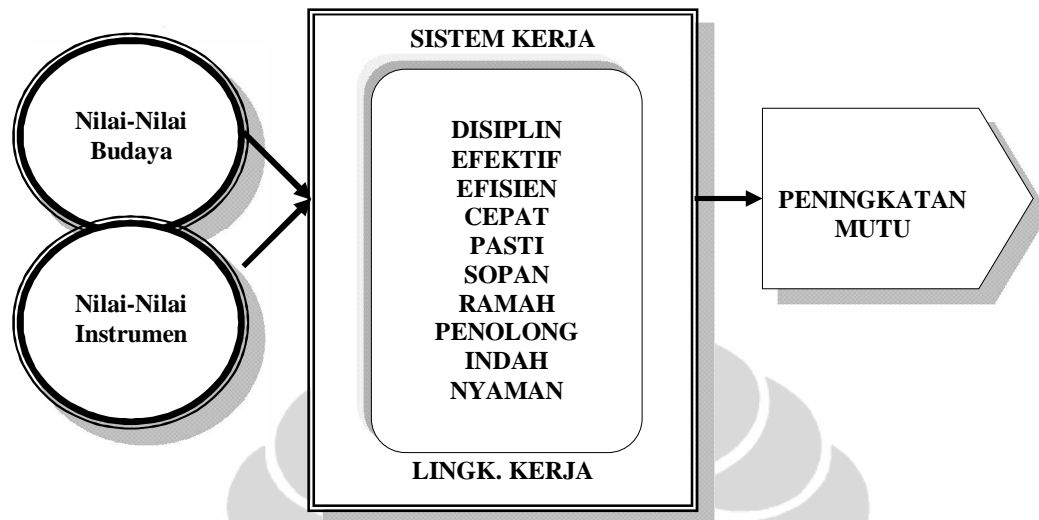 Nilai-Nilai
Budaya
Nilai-Nilai
Instrumen
SISTEM KERJA
DISIPLIN
EFEKTIF
EFISIEN
CEPAT
PASTI
SOPAN
RAMAH
PENOLONG
INDAH
NYAMAN
LINGK. KERJA
PENINGKATAN
MUTU